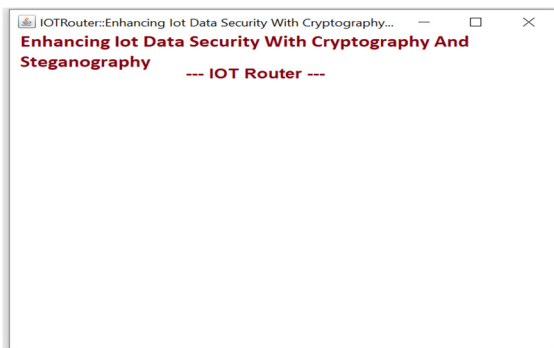 IOTRouter::Enhancing Iot Data Security With Cryptography...
Enhancing Iot Data Security With Cryptography And
Steganography
--- IOT Router ---